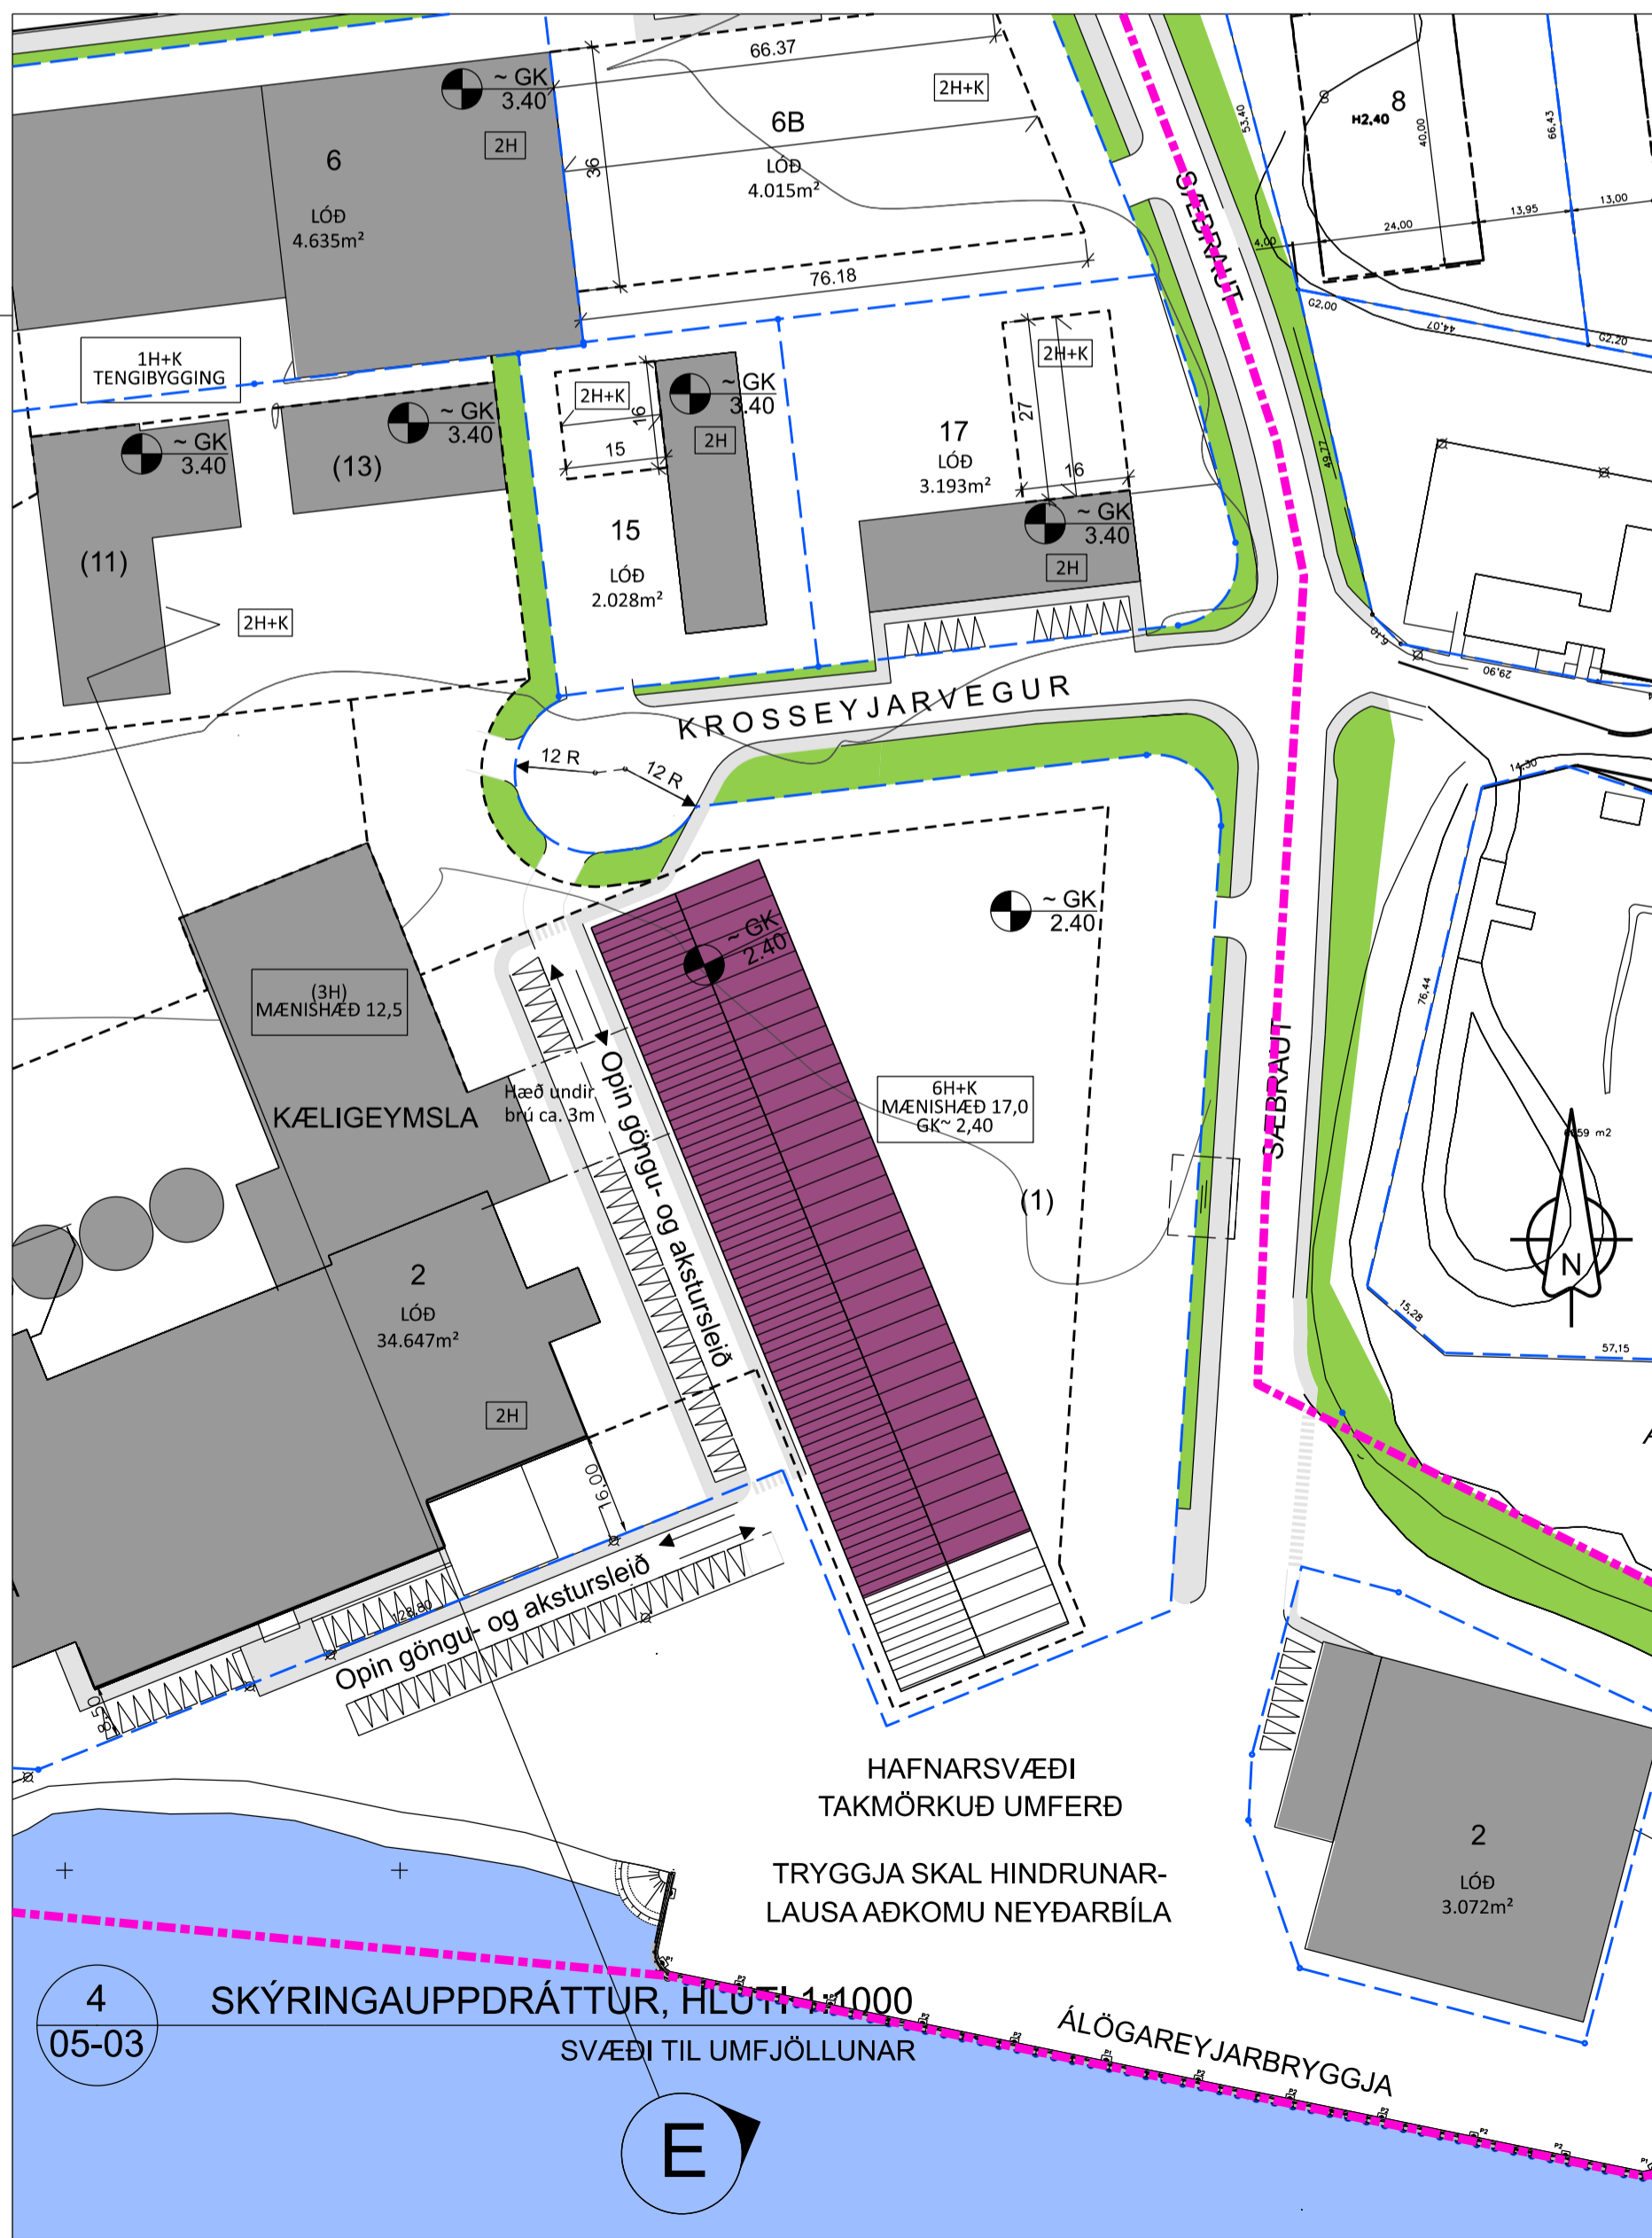 66.37
~ GK
3.40
2H+K
8
H2,40
40,00
53,40
66,43
6B
LÓÐ
4.015m²
36
2H
6
LÓÐ
4.635m²
SÆBRAUT
13,95
13,00
24,00
4,00
76.18
G2,00
44,07
G2,20
1H+K
TENGIBYGGING
2H+K
16
15
~ GK
3.40
2H
2H+K
27
16
17
LÓÐ
3.193m²
~ GK
3.40
~ GK
3.40
(13)
(11)
49,77
15
LÓÐ
2.028m²
~ GK
3.40
2H
2H+K
6,10
29,90
KROSSEYJARVEGUR
12 R
12 R
14,30
~ GK
2.40
~ GK
2.40
(3H)
MÆNISHÆÐ 12,5
76,44
Hæð undir
brú ca. 3m
KÆLIGEYMSLA
Opin göngu- og akstursleið
6H+K
MÆNISHÆÐ 17,0
GK~ 2,40
SÆBRAUT
(1)
N
2
LÓÐ
34.647m²
15,28
57,15
2H
16,00
Opin göngu- og akstursleið
128,80
8,50
HAFNARSVÆÐI
TAKMÖRKUÐ UMFERÐ
TRYGGJA SKAL HINDRUNAR-
LAUSA AÐKOMU NEYÐARBÍLA
2
LÓÐ
3.072m²
4
05-03
SKÝRINGAUPPDRÁTTUR, HLUTI 1:1000
SVÆÐI TIL UMFJÖLLUNAR
ÁLÖGAREYJARBRYGGJA
E